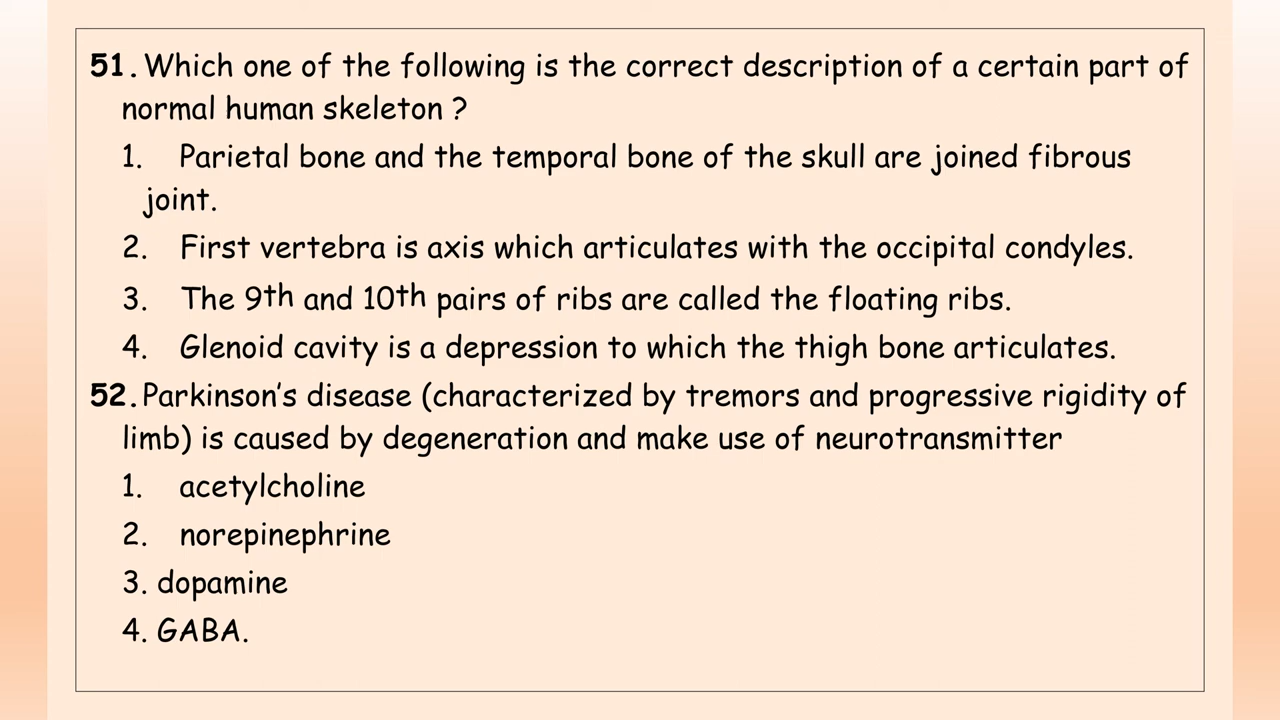 51. Which one of the following is the correct description of a certain part of
normal human skeleton ?
1. Parietal bone and the temporal bone of the skull are joined fibrous
joint.
2. First vertebra is axis which articulates with the occipital condyles.
3. The 9th and 10th pairs of ribs are called the floating ribs.
4. Glenoid cavity is a depression to which the thigh bone articulates.
52. Parkinson’s disease (characterized by tremors and progressive rigidity of
limb) is caused by degeneration and make use of neurotransmitter
1. acetylcholine
2. norepinephrine
3. dopamine
4. GABA.